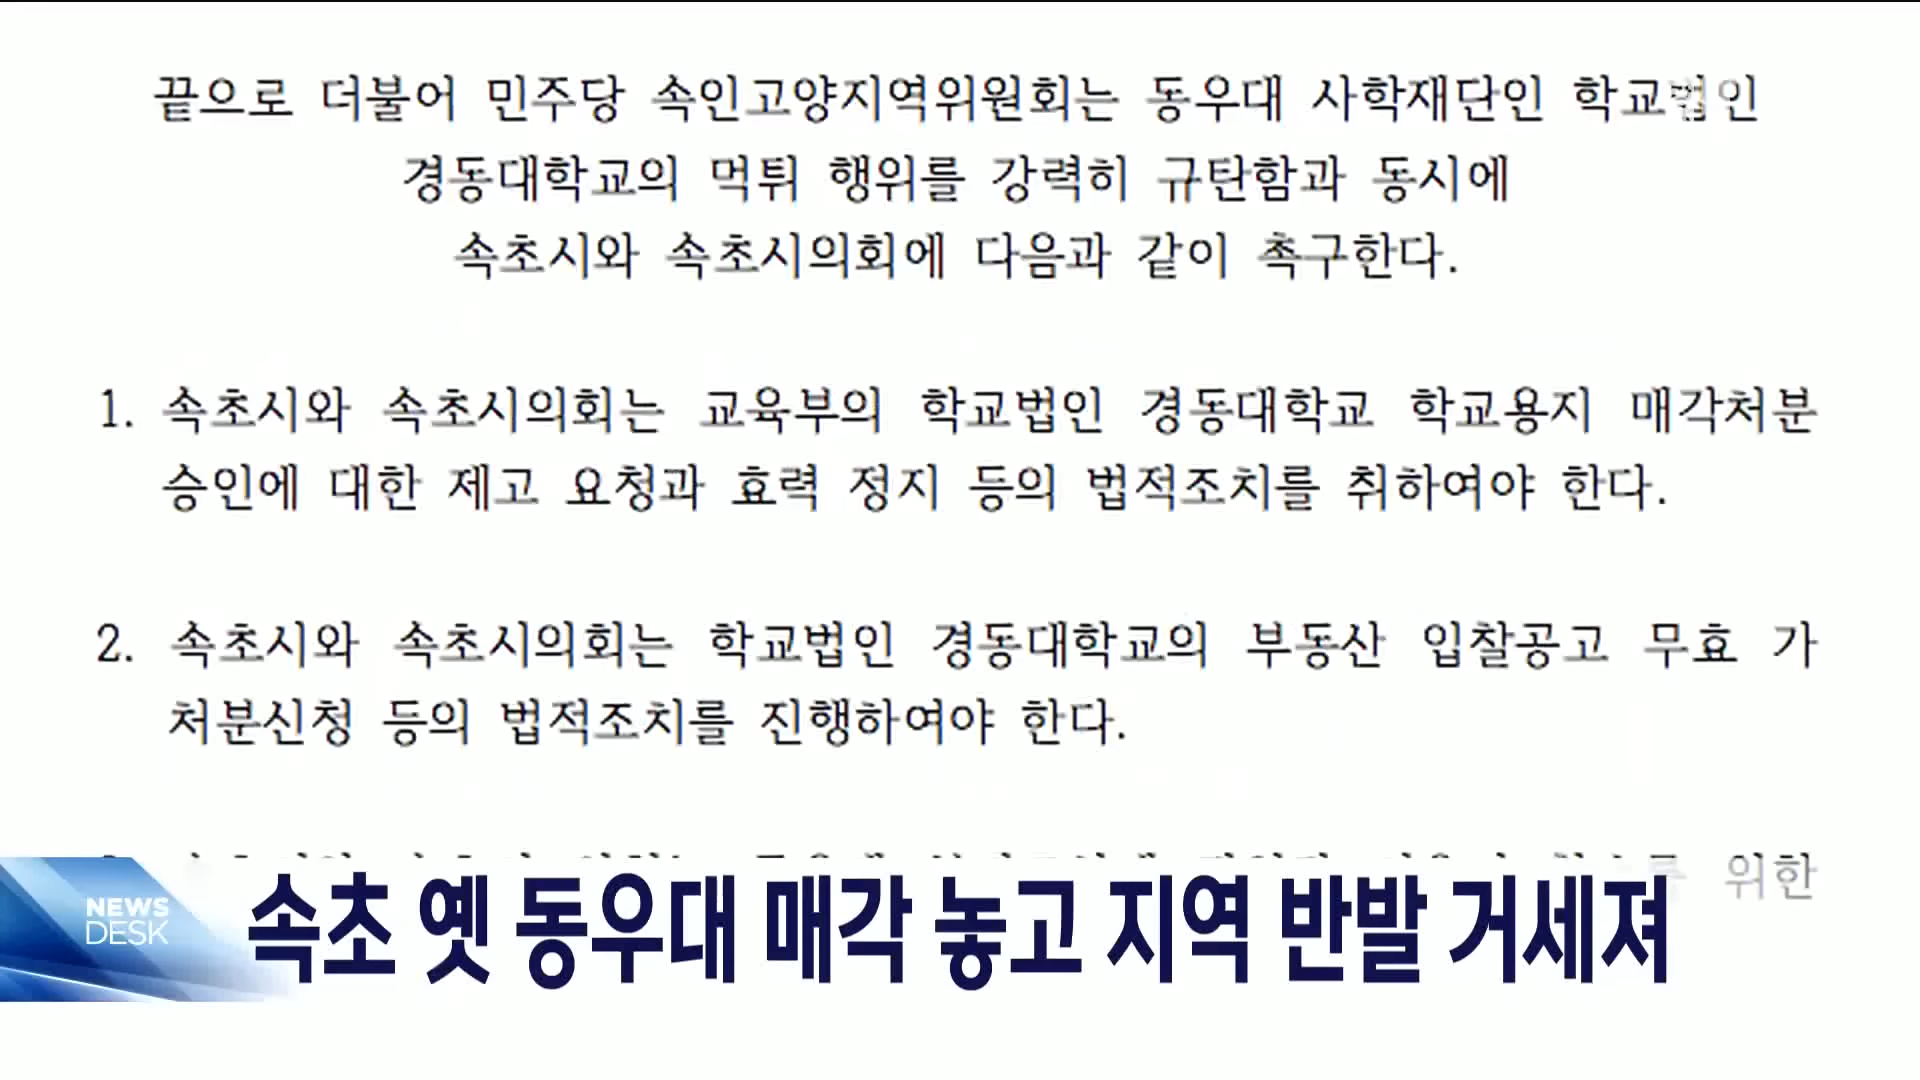 끝으로 더불어 민주당 속인고양지역위원회는 동우대 사학재단인 학교법인
경동대학교의 먹튀 행위를 강력히 규탄함과 동시에
속초시와 속초시의회에 다음과 같이 촉구한다.
1. 속초시와 속초시의회는 교육부의 학교법인 경동대학교 학교용지 매각처분
승인에 대한 제고 요청과 효력 정지 등의 법적조치를 취하여야 한다.
2. 속초시와 속초시의회는 학교법인 경동대학교의 부동산 입찰공고 무효 가
처분신청 등의 법적조치를 진행하여야 한다.
위한
NEWS
DESK
속초 옛 동우대 매각 놓고 지역 반발 거세져